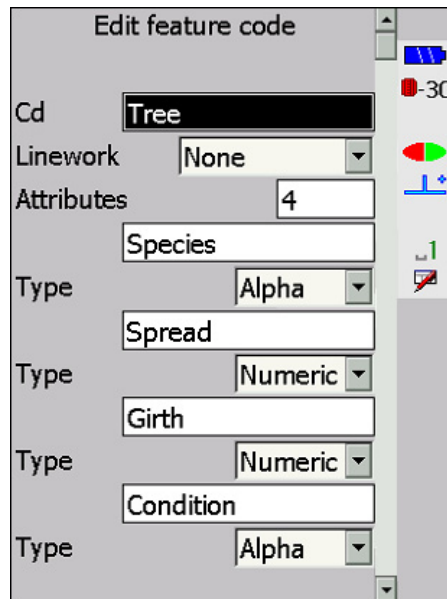 Edit feature code
-30
Cd Tree
Linework None
Attributes 4
Species
1
Type Alpha
Spread
Type Numeric
Girth
Type Numeric
Condition
Type Alpha